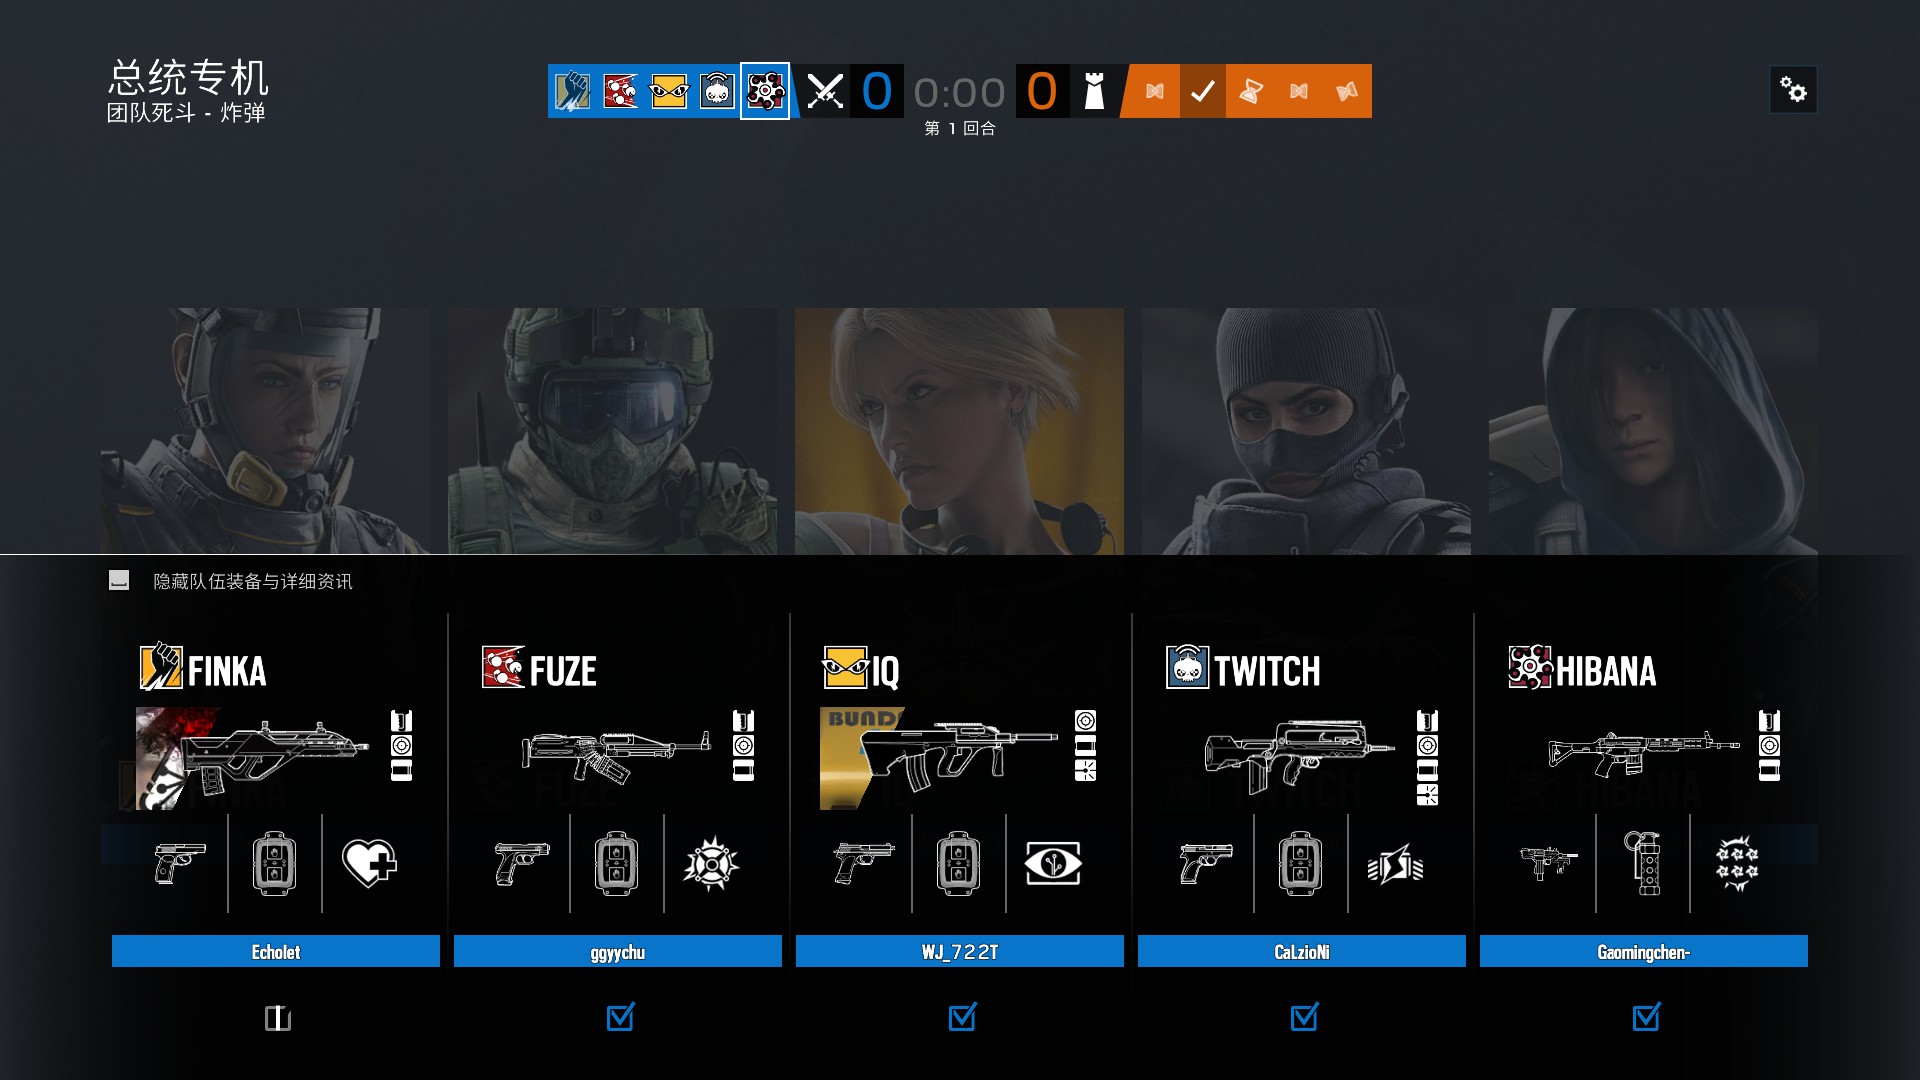 总统专机
团队死斗 - 炸弹
0
0:00
0
第 1 回合
隐藏队伍装备与详细资讯
FINKA
FUZE
IQ
TWITCH
HIBANA
BUND
Echolet
ggyychu
WJ_722T
CaLzioNi
Gaomingchen-